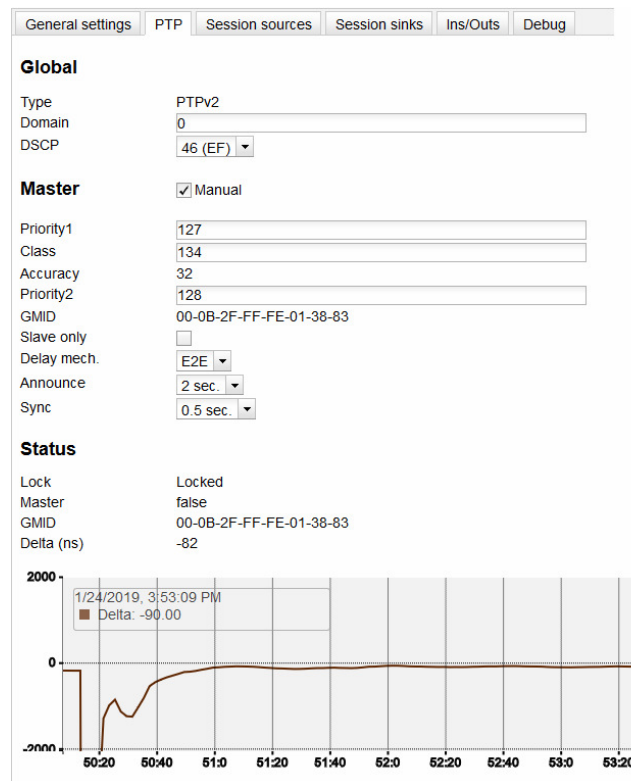 General settings PTP Session sources Session sinks Ins/Outs Debug
Global
Type PTPv2
Domain 0
DSCP 46 (EF)
Master Manual
Priority1 127
Class 134
Accuracy 32
Priority2 128
GMID 00-0B-2F-FF-FE-01-38-83
Slave only
Delay mech. E2E
Announce 2 sec.
Sync 0.5 sec.
Status
Lock Locked
Master false
GMID 00-0B-2F-FF-FE-01-38-83
Delta (ns) -82
2000
1/24/2019, 3:53:09 PM
Delta: -90.00
0
-2000
50:20 50:40 51:0 51:20 51:40 52:0 52:20 52:40 53:0 53:20